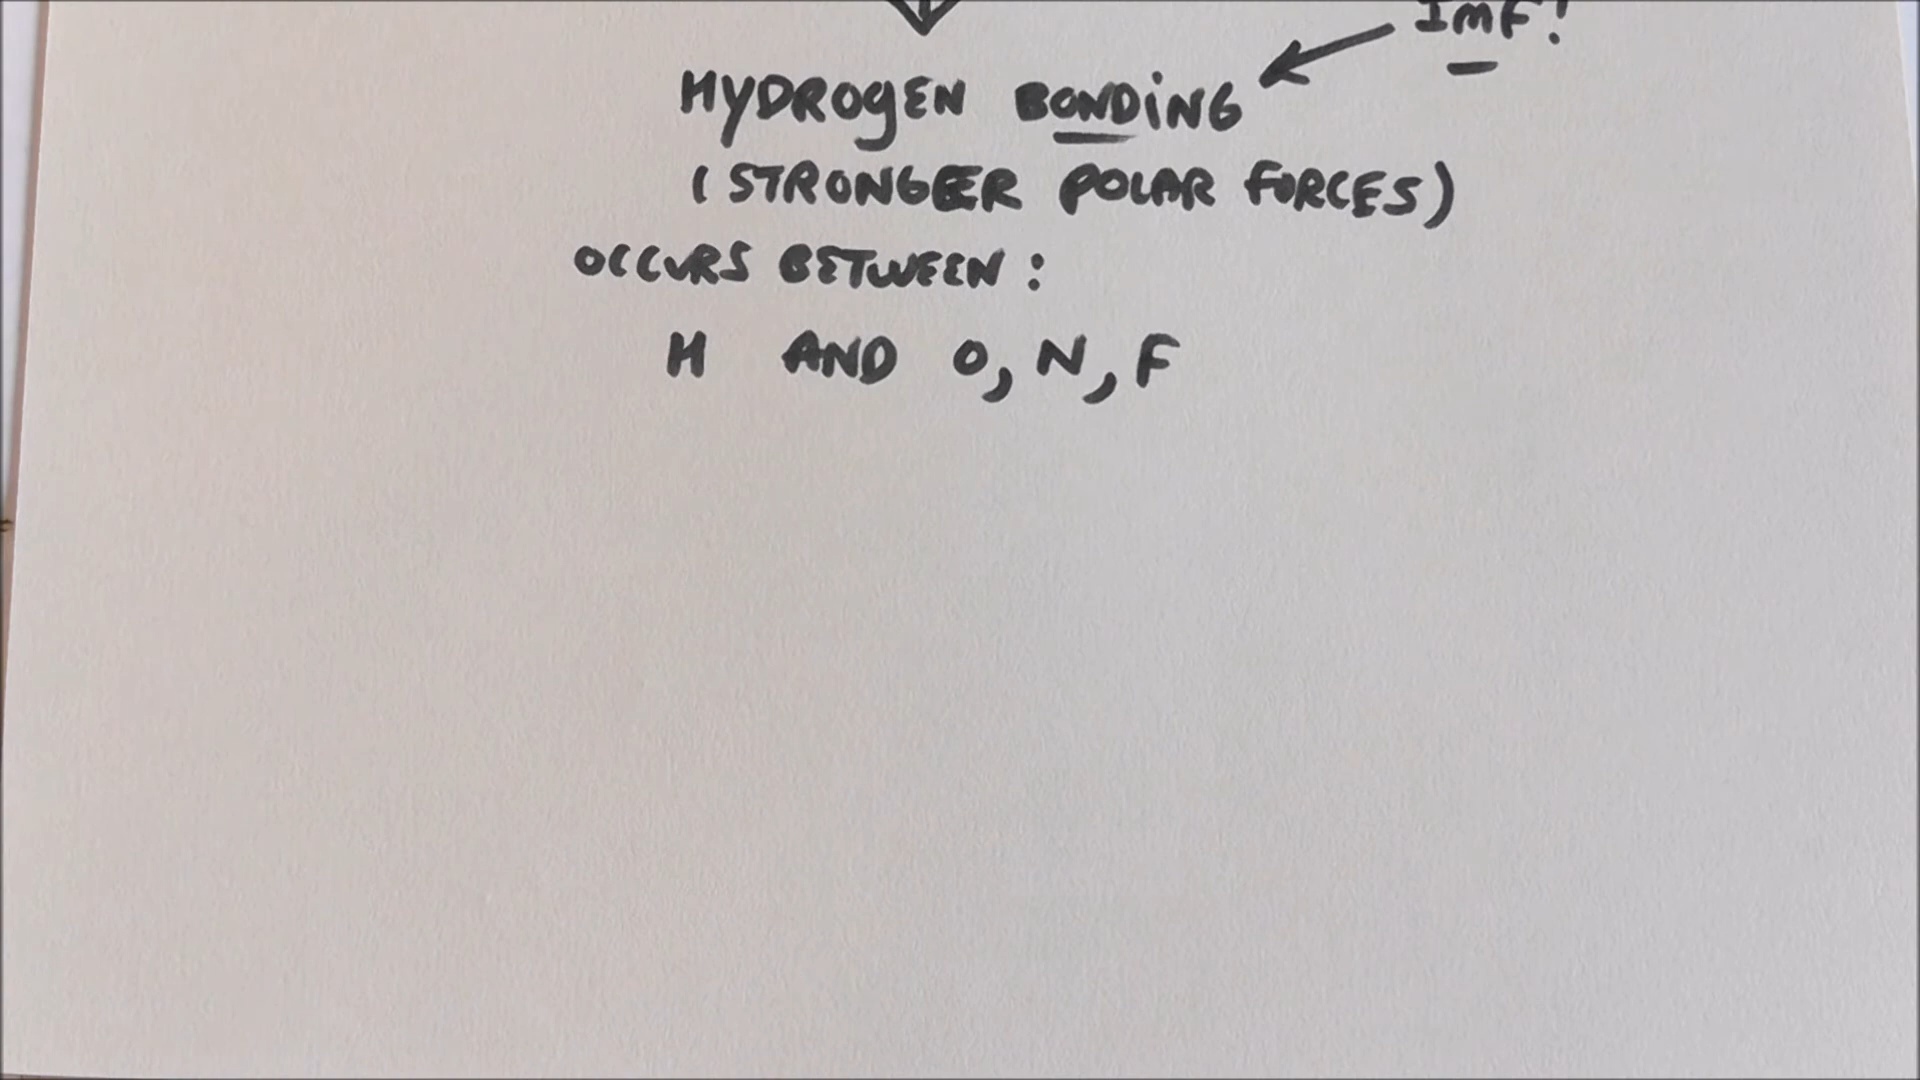 IMF!
HYDROGEN BONDING
(STRONGER POLAR FORCES)
OCCURS BETWEEN:
H AND O, N, F